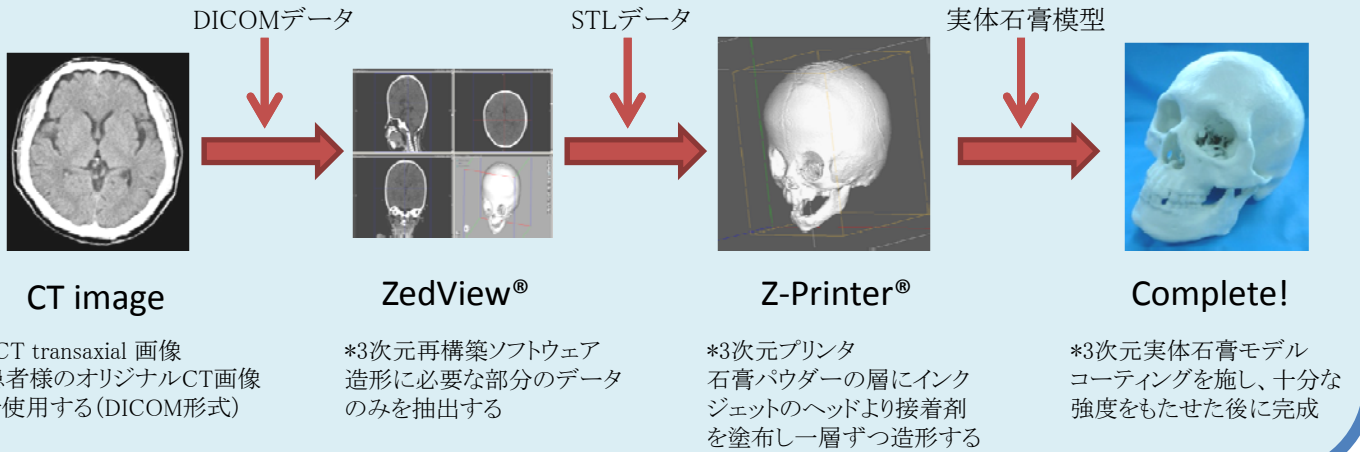 DICOMデータ
STLデータ
実体石膏模型
CT image
ZedView®
Z-Printer®
Complete!
CT transaxial 画像
患者様のオリジナルCT画像
使用する(DICOM形式)
*3次元再構築ソフトウェア
造形に必要な部分のデータ
のみを抽出する
*3次元プリンタ
石膏パウダーの層にインク
ジェットのヘッドより接着剤
を塗布し一層ずつ造形する
*3次元実体石膏モデル
コーティングを施し、十分な
強度をもたせた後に完成